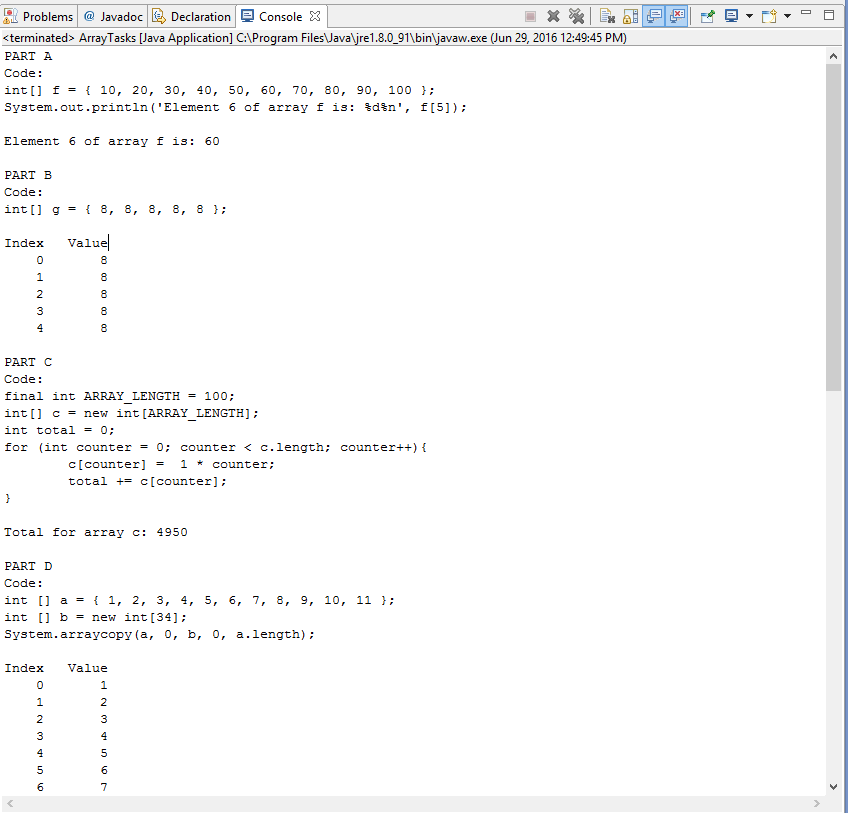 Problems @ Javadoc Declaration Console
<terminated> ArrayTasks [Java Application] C:\Program Files\Java\jre1.8.0_91\bin\javaw.exe (Jun 29, 2016 12:49:45 PM)
PART A
Code:
int[] f = { 10, 20, 30, 40, 50, 60, 70, 80, 90, 100 };
System.out.println('Element 6 of array f is: %d%n', f[5]);
Element 6 of array f is: 60
PART B
Code:
int[] g = { 8, 8, 8, 8, 8 };
Index   Value
    0       8
    1       8
    2       8
    3       8
    4       8
PART C
Code:
final int ARRAY_LENGTH = 100;
int[] c = new int[ARRAY_LENGTH];
int total = 0;
for (int counter = 0; counter < c.length; counter++){
        c[counter] =  1 * counter;
        total += c[counter];
}
Total for array c: 4950
PART D
Code:
int [] a = { 1, 2, 3, 4, 5, 6, 7, 8, 9, 10, 11 };
int [] b = new int[34];
System.arraycopy(a, 0, b, 0, a.length);
Index   Value
    0       1
    1       2
    2       3
    3       4
    4       5
    5       6
    6       7